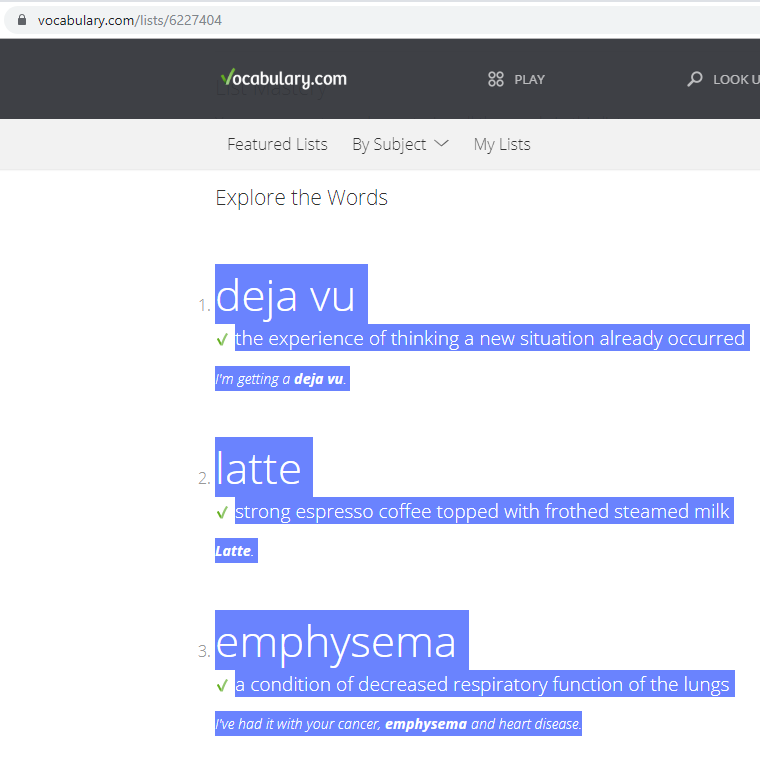 vocabulary.com/lists/6227404
List Mastery
Vocabulary.com PLAY LOOK U
Featured Lists By Subject My Lists
Explore the Words
1. deja vu
the experience of thinking a new situation already occurred
I'm getting a deja vu.
2. latte
strong espresso coffee topped with frothed steamed milk
Latte.
3. emphysema
a condition of decreased respiratory function of the lungs
I've had it with your cancer, emphysema and heart disease.